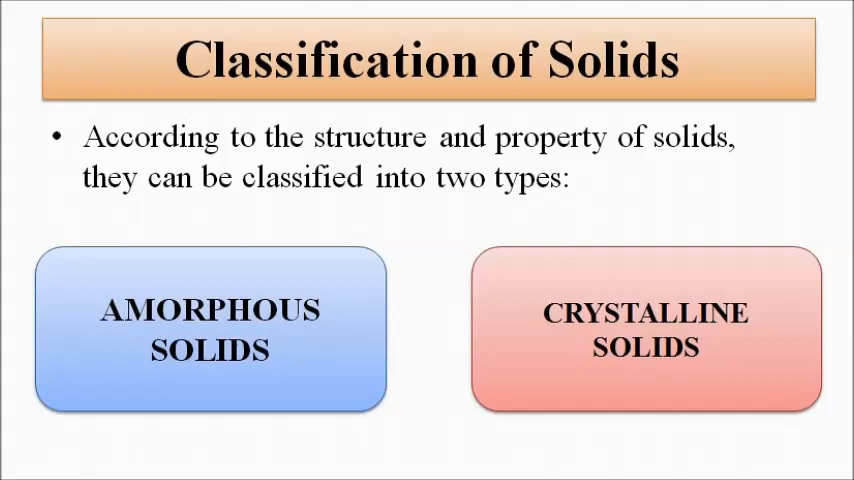 Classification of Solids
• According to the structure and property of solids,
they can be classified into two types:
AMORPHOUS
SOLIDS
CRYSTALLINE
SOLIDS